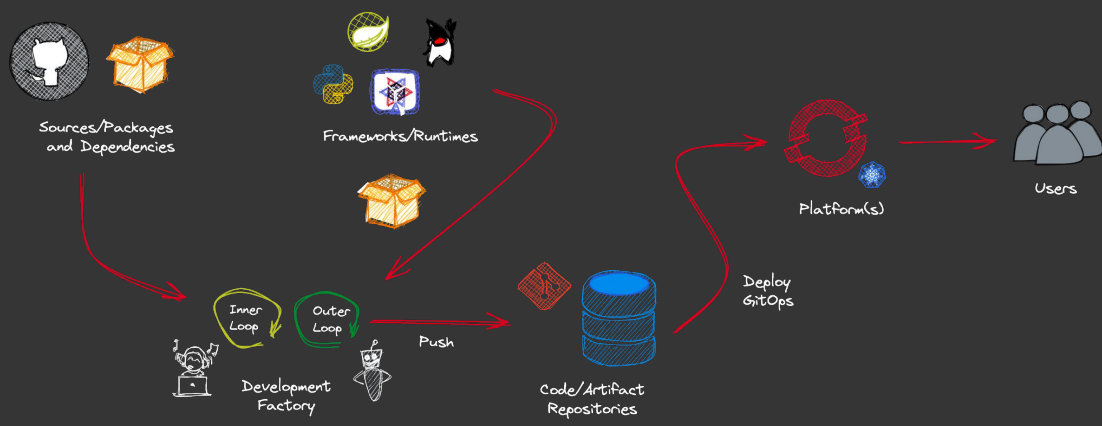 Sources/Packages
and Dependencies
Frameworks/Runtimes
Platform(s)
Users
Inner
Loop
Outer
Loop
Push
Deploy
GitOps
Development
Factory
Code/Artifact
Repositories